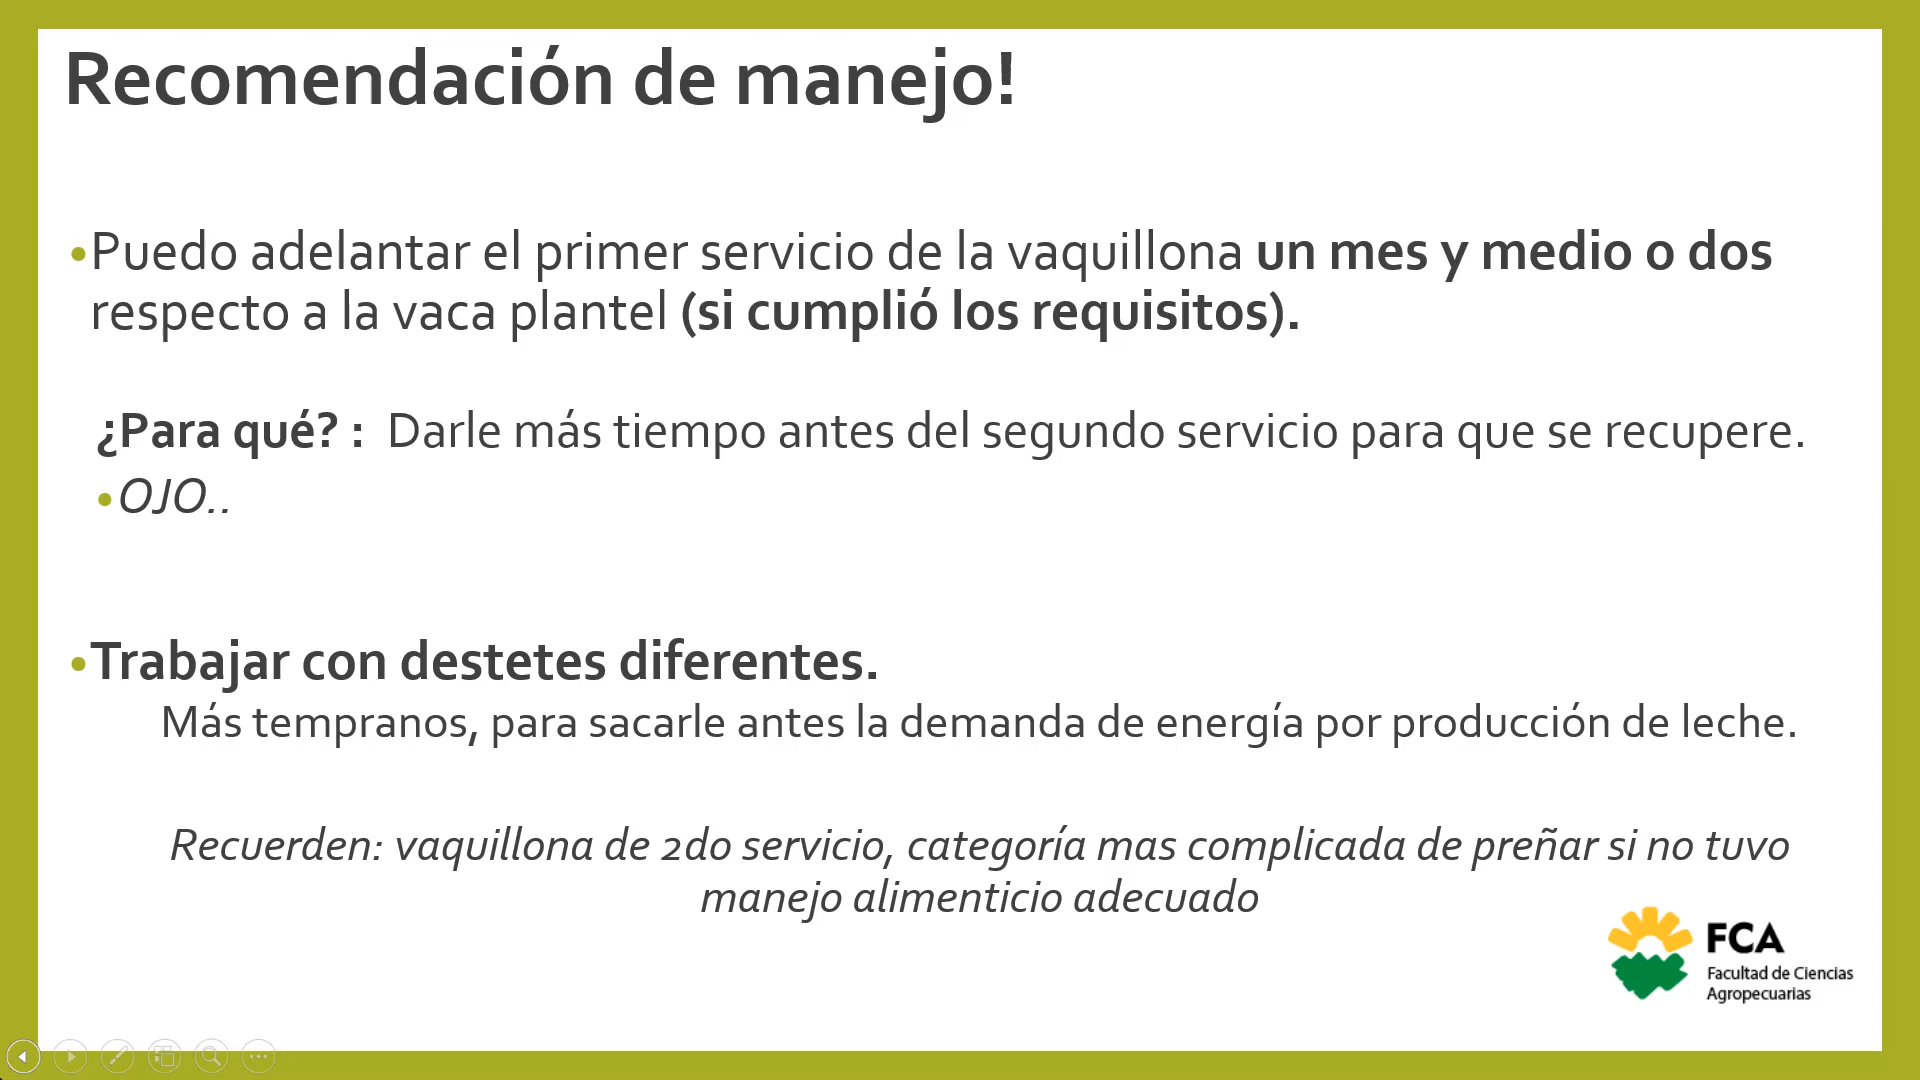 Recomendación de manejo!
•Puedo adelantar el primer servicio de la vaquillona un mes y medio o dos
respecto a la vaca plantel (si cumplió los requisitos).
¿Para qué? : Darle más tiempo antes del segundo servicio para que se recupere.
•OJO..
•Trabajar con destetes diferentes.
Más tempranos, para sacarle antes la demanda de energía por producción de leche.
Recuerden: vaquillona de 2do servicio, categoría mas complicada de preñar si no tuvo
manejo alimenticio adecuado
FCA
Facultad de Ciencias
Agropecuarias